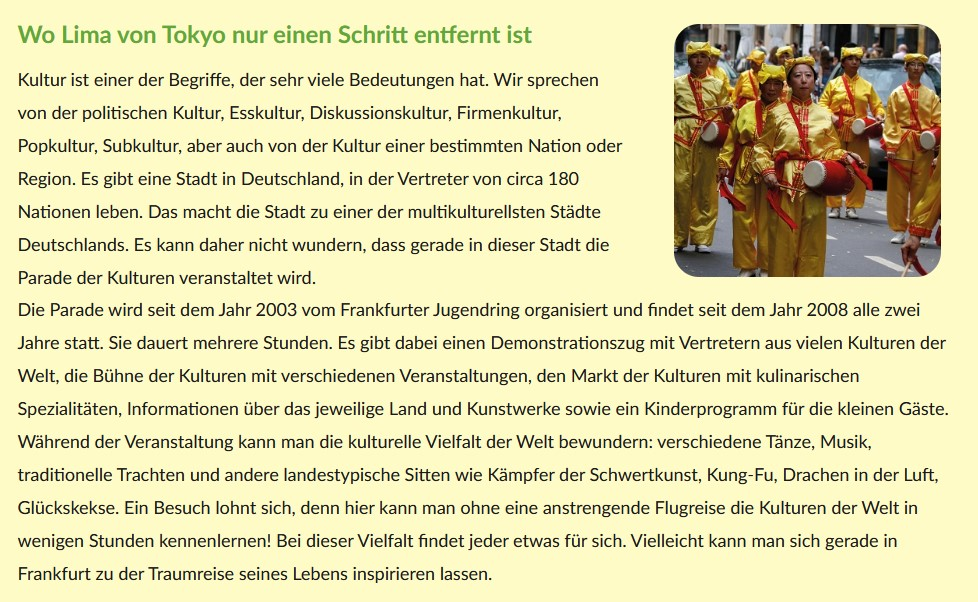 Wo Lima von Tokyo nur einen Schritt entfernt ist
Kultur ist einer der Begriffe, der sehr viele Bedeutungen hat. Wir sprechen
von der politischen Kultur, Esskultur, Diskussionskultur, Firmenkultur,
Popkultur, Subkultur, aber auch von der Kultur einer bestimmten Nation oder
Region. Es gibt eine Stadt in Deutschland, in der Vertreter von circa 180
Nationen leben. Das macht die Stadt zu einer der multikulturellsten Städte
Deutschlands. Es kann daher nicht wundern, dass gerade in dieser Stadt die
Parade der Kulturen veranstaltet wird.
Die Parade wird seit dem Jahr 2003 vom Frankfurter Jugendring organisiert und findet seit dem Jahr 2008 alle zwei
Jahre statt. Sie dauert mehrere Stunden. Es gibt dabei einen Demonstrationszug mit Vertretern aus vielen Kulturen der
Welt, die Bühne der Kulturen mit verschiedenen Veranstaltungen, den Markt der Kulturen mit kulinarischen
Spezialitäten, Informationen über das jeweilige Land und Kunstwerke sowie ein Kinderprogramm für die kleinen Gäste.
Während der Veranstaltung kann man die kulturelle Vielfalt der Welt bewundern: verschiedene Tänze, Musik,
traditionelle Trachten und andere landestypische Sitten wie Kämpfer der Schwertkunst, Kung-Fu, Drachen in der Luft,
Glückskekse. Ein Besuch lohnt sich, denn hier kann man ohne eine anstrengende Flugreise die Kulturen der Welt in
wenigen Stunden kennenlernen! Bei dieser Vielfalt findet jeder etwas für sich. Vielleicht kann man sich gerade in
Frankfurt zu der Traumreise seines Lebens inspirieren lassen.